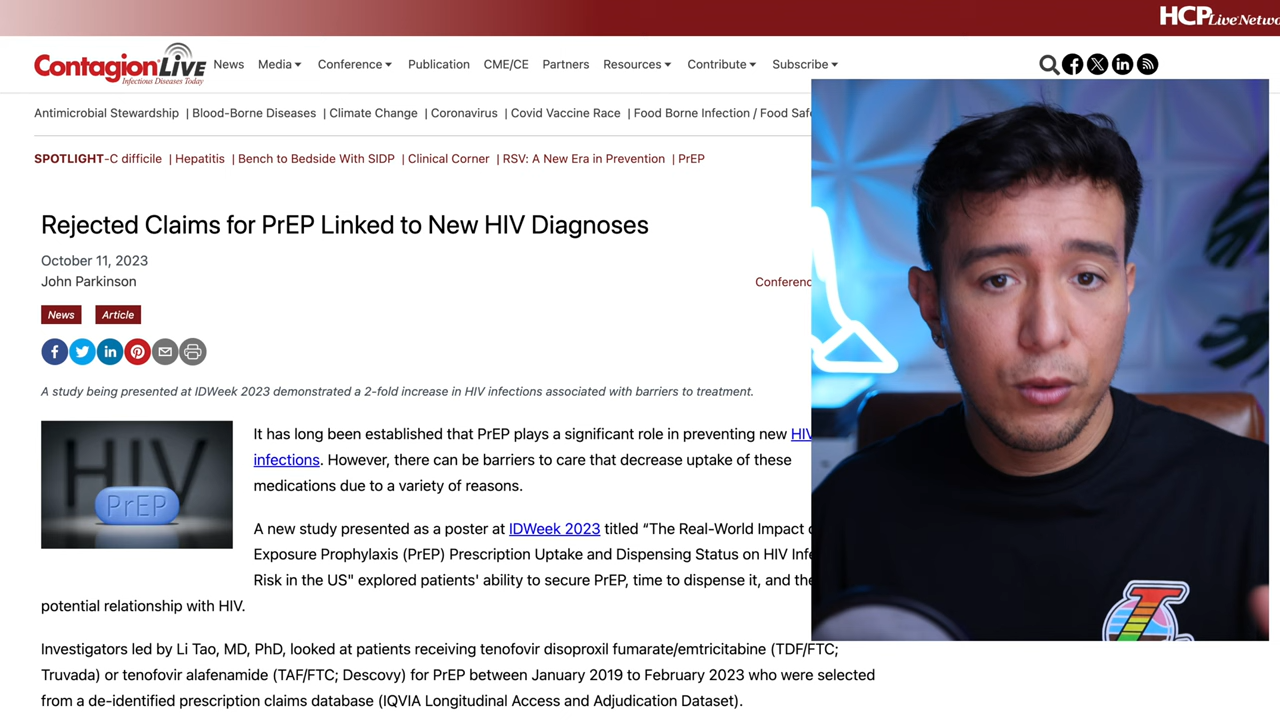 HCPLive Netwo
ContagionLIVE
Infectious Diseases Today
News Media Conference Publication CME/CE Partners Resources Contribute Subscribe
Antimicrobial Stewardship | Blood-Borne Diseases | Climate Change | Coronavirus | Covid Vaccine Race | Food Borne Infection / Food Saf
SPOTLIGHT-C difficile | Hepatitis | Bench to Bedside With SIDP | Clinical Corner | RSV: A New Era in Prevention | PrEP
Rejected Claims for PrEP Linked to New HIV Diagnoses
October 11, 2023
John Parkinson
Conferenc
News Article
A study being presented at IDWeek 2023 demonstrated a 2-fold increase in HIV infections associated with barriers to treatment.
HIV
PrEP
It has long been established that PrEP plays a significant role in preventing new HIV
infections. However, there can be barriers to care that decrease uptake of these
medications due to a variety of reasons.
A new study presented as a poster at IDWeek 2023 titled “The Real-World Impact
Exposure Prophylaxis (PrEP) Prescription Uptake and Dispensing Status on HIV Inf
Risk in the US" explored patients' ability to secure PrEP, time to dispense it, and the
potential relationship with HIV.
Investigators led by Li Tao, MD, PhD, looked at patients receiving tenofovir disoproxil fumarate/emtricitabine (TDF/FTC;
Truvada) or tenofovir alafenamide (TAF/FTC; Descovy) for PrEP between January 2019 to February 2023 who were selected
from a de-identified prescription claims database (IQVIA Longitudinal Access and Adjudication Dataset).